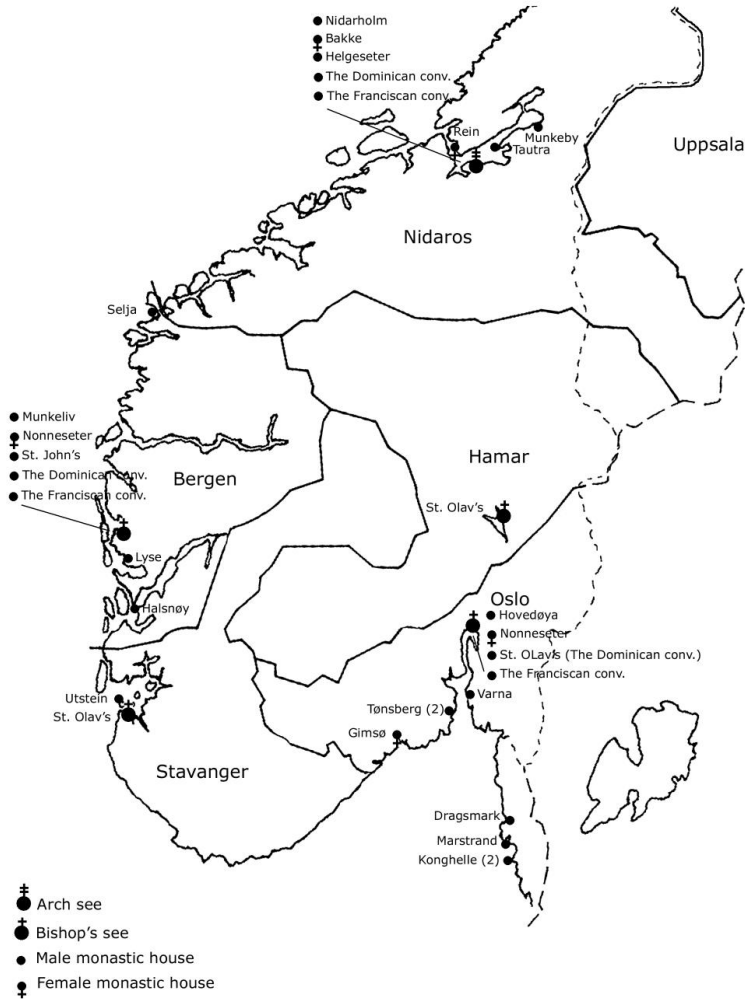 Nidarholm
Bakke
Helgeseter
The Dominican conv.
The Franciscan conv.
Rein
Munkeby
Tautra
Uppsala
Nidaros
Selja
Munkeliv
Nonneseter
St. John's
The Dominican conv.
The Franciscan conv.
Bergen
Hamar
St. Olav's
Lyse
Halsnøy
Oslo
Hovedøya
Nonneseter
St. OLav's (The Dominican conv.)
The Franciscan conv.
Varna
Utstein
St. Olav's
Tønsberg (2)
Gimsø
Stavanger
Dragsmark
Marstrand
Konghelle (2)
Arch see
Bishop's see
Male monastic house
Female monastic house